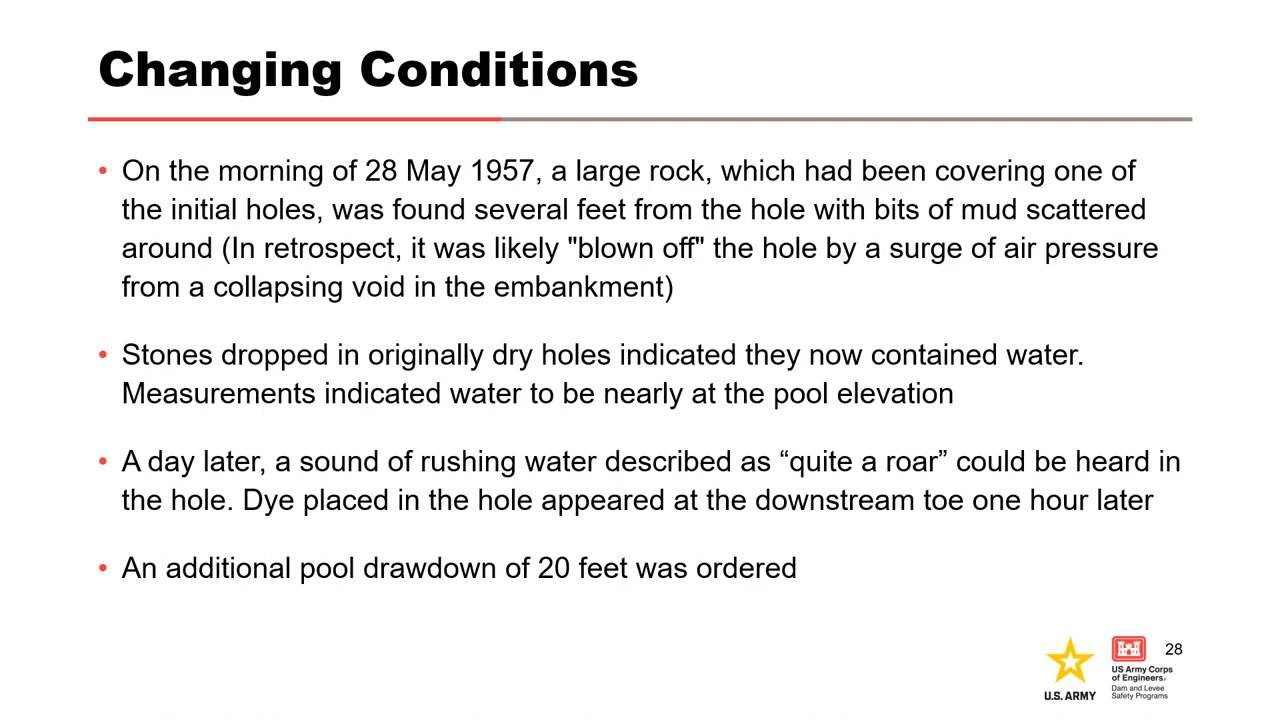 Changing Conditions
• On the morning of 28 May 1957, a large rock, which had been covering one of
the initial holes, was found several feet from the hole with bits of mud scattered
around (In retrospect, it was likely "blown off" the hole by a surge of air pressure
from a collapsing void in the embankment)
• Stones dropped in originally dry holes indicated they now contained water.
Measurements indicated water to be nearly at the pool elevation
• A day later, a sound of rushing water described as “quite a roar” could be heard in
the hole. Dye placed in the hole appeared at the downstream toe one hour later
• An additional pool drawdown of 20 feet was ordered
28
U.S. ARMY
US Army Corps
of Engineers®
Dam and Levee
Safety Programs